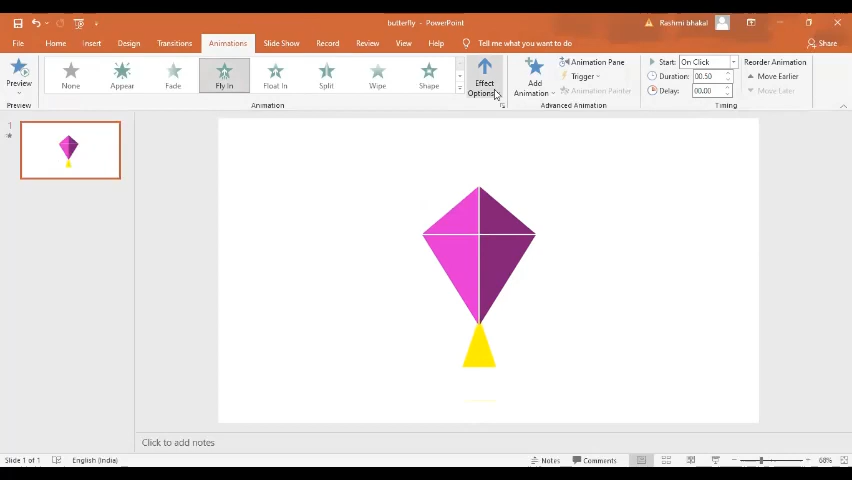 butterfly - PowerPoint
Rashmi bhakal
File Home Insert Design Transitions Animations Slide Show Record Review View Help Tell me what you want to do Share
Preview
Preview
None Appear Fade Fly In Float In Split Wipe Shape
Animation
Effect
Options
Add
Animation
Animation Pane
Trigger
Animation Painter
Advanced Animation
Start: On Click
Duration: 00.50
Delay: 00.00
Timing
Reorder Animation
Move Earlier
Move Later
1
Click to add notes
Slide 1 of 1 English (India) Notes Comments 68%